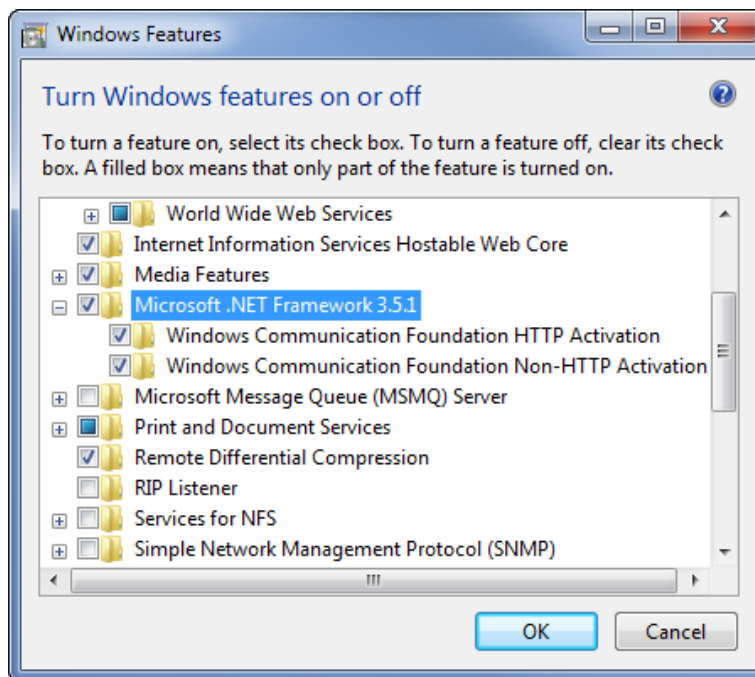 Windows Features
Turn Windows features on or off
To turn a feature on, select its check box. To turn a feature off, clear its check
box. A filled box means that only part of the feature is turned on.
World Wide Web Services
Internet Information Services Hostable Web Core
Media Features
Microsoft .NET Framework 3.5.1
Windows Communication Foundation HTTP Activation
Windows Communication Foundation Non-HTTP Activation
Microsoft Message Queue (MSMQ) Server
Print and Document Services
Remote Differential Compression
RIP Listener
Services for NFS
Simple Network Management Protocol (SNMP)
OK Cancel